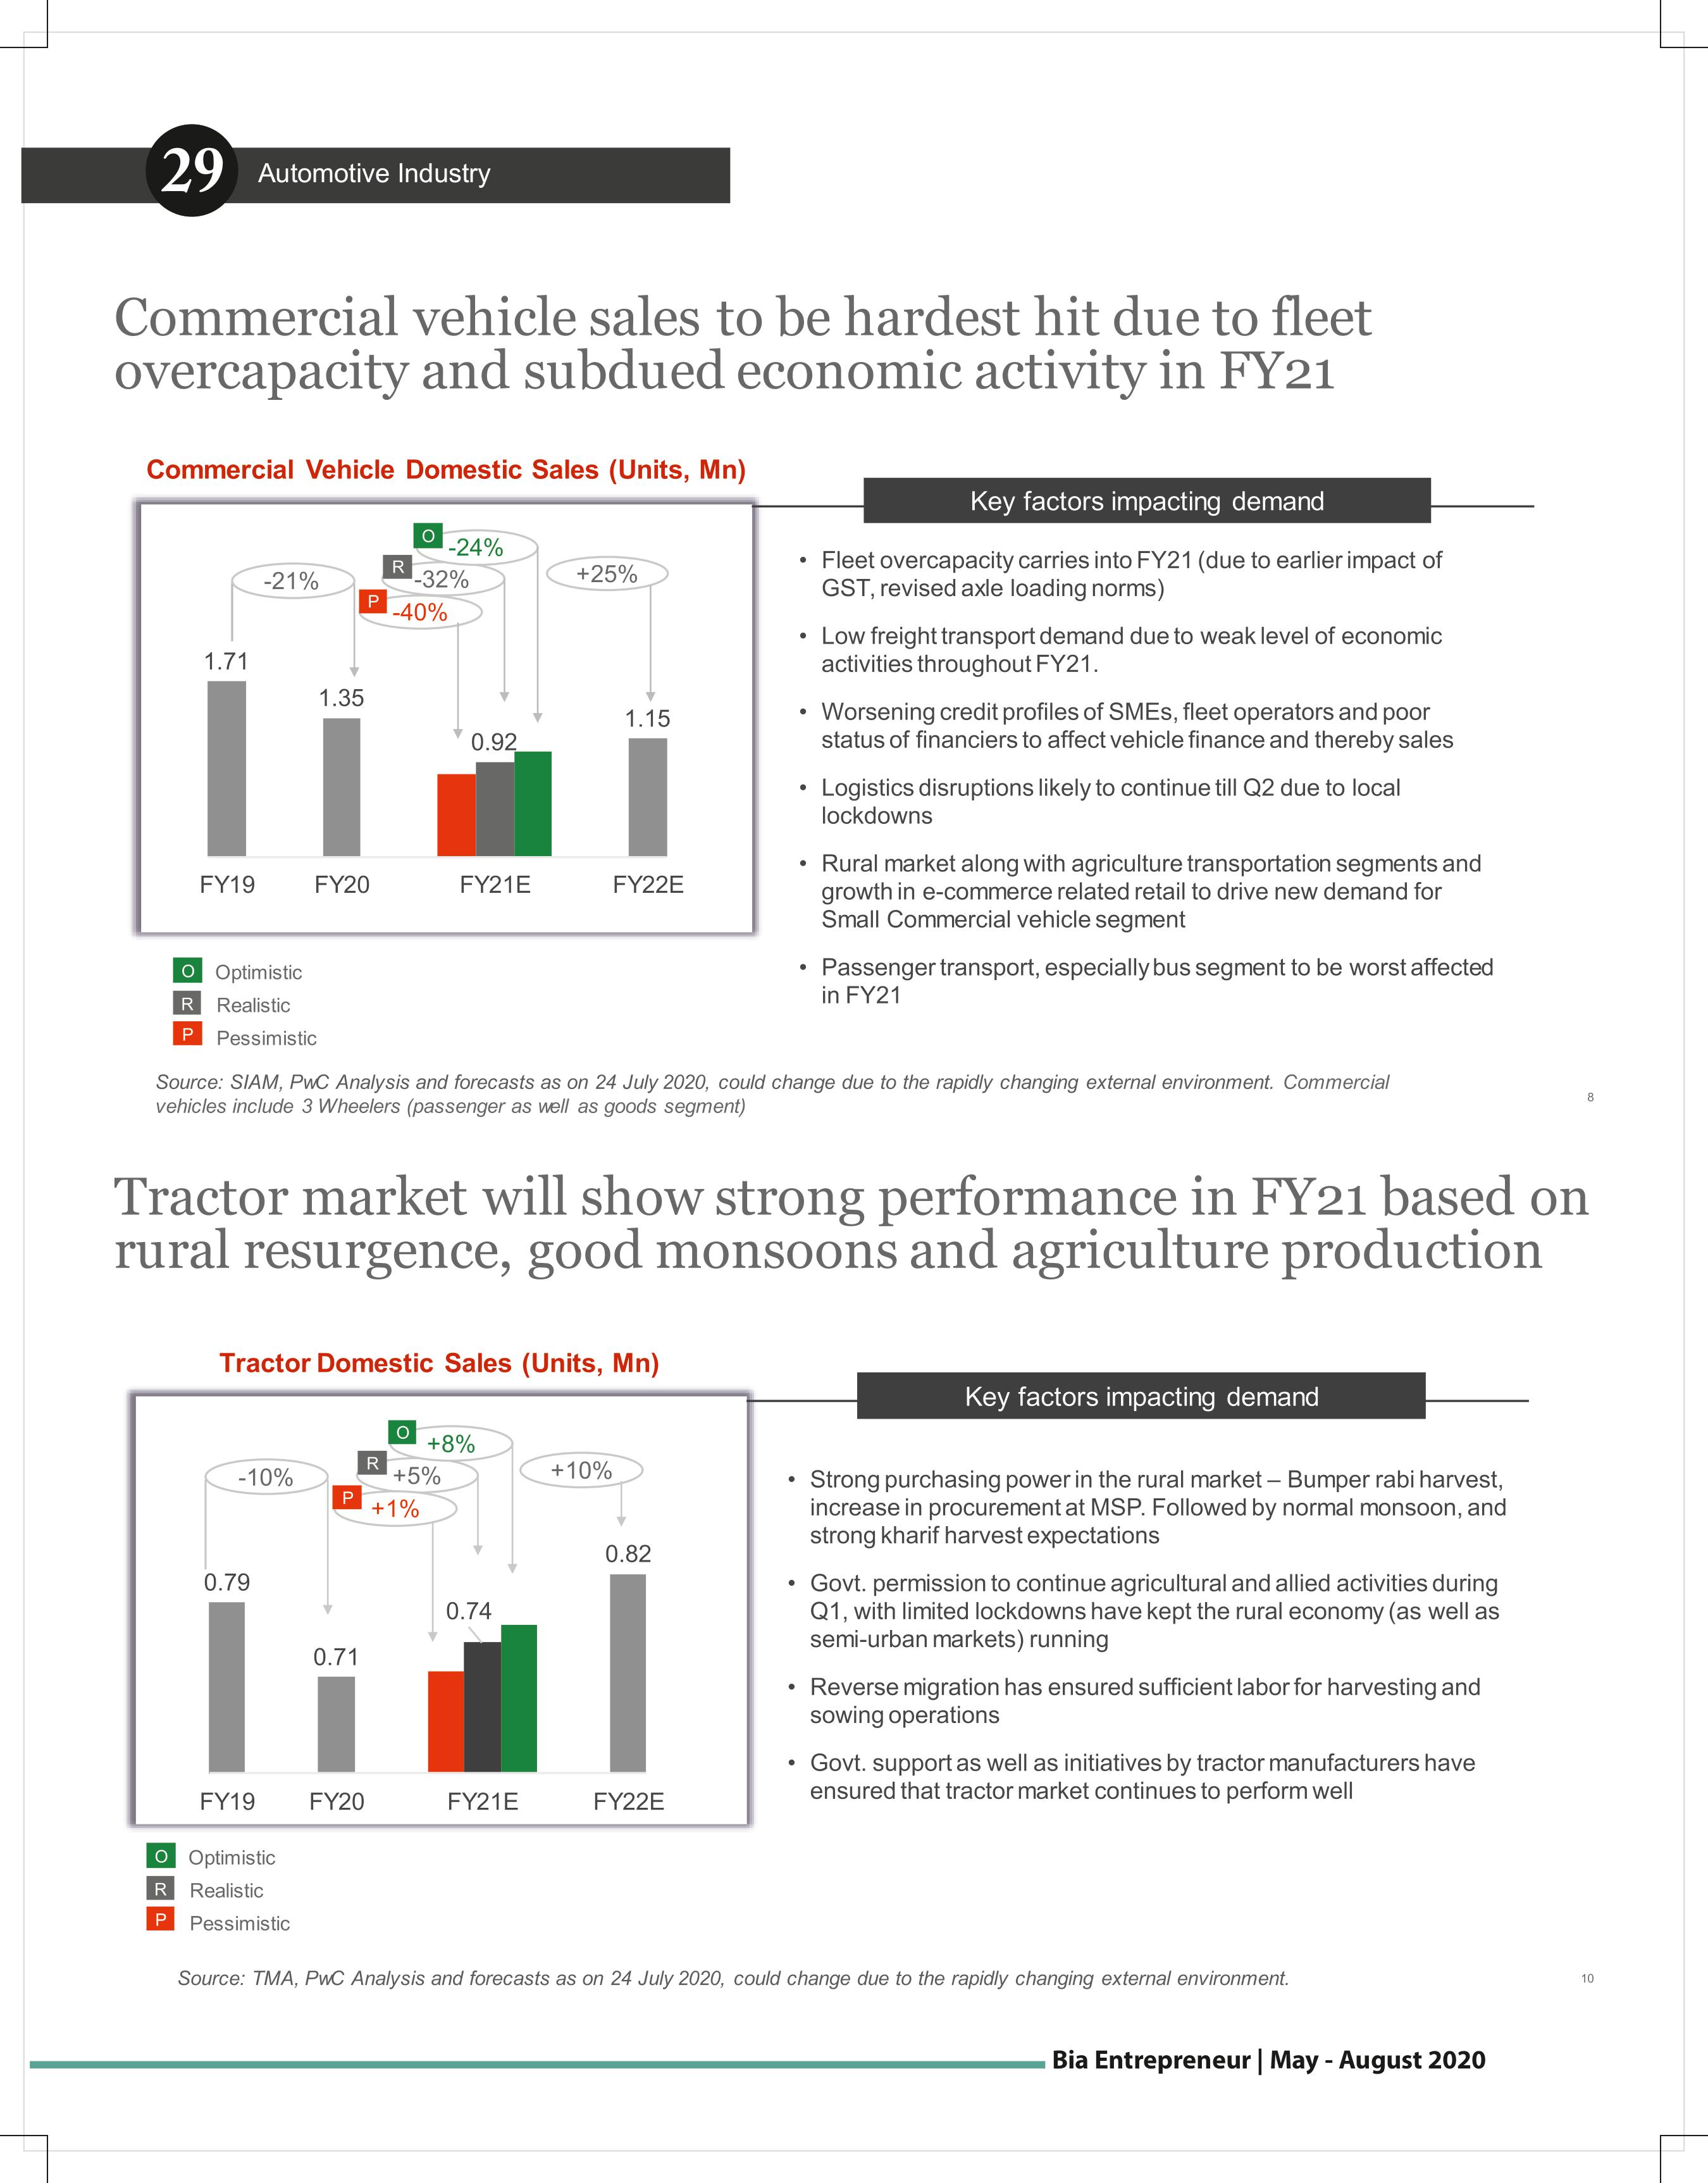 29
Automotive Industry
Commercial vehicle sales to be hardest hit due to fleet
overcapacity and subdued economic activity in FY21
Commercial Vehicle Domestic Sales (Units, Mn)
O
-24%
R
-32%
P
-40%
-21%
+25%
1.71
1.35
0.92
1.15
FY19 FY20 FY21E FY22E
O Optimistic
R Realistic
P Pessimistic
Key factors impacting demand
• Fleet overcapacity carries into FY21 (due to earlier impact of
GST, revised axle loading norms)
• Low freight transport demand due to weak level of economic
activities throughout FY21.
• Worsening credit profiles of SMEs, fleet operators and poor
status of financiers to affect vehicle finance and thereby sales
• Logistics disruptions likely to continue till Q2 due to local
lockdowns
• Rural market along with agriculture transportation segments and
growth in e-commerce related retail to drive new demand for
Small Commercial vehicle segment
• Passenger transport, especially bus segment to be worst affected
in FY21
Source: SIAM, PwC Analysis and forecasts as on 24 July 2020, could change due to the rapidly changing external environment. Commercial
vehicles include 3 Wheelers (passenger as well as goods segment)
8
Tractor market will show strong performance in FY21 based on
rural resurgence, good monsoons and agriculture production
Tractor Domestic Sales (Units, Mn)
O
+8%
R
+5%
P
+1%
-10%
+10%
0.79
0.71
0.74
0.82
FY19 FY20 FY21E FY22E
O Optimistic
R Realistic
P Pessimistic
Key factors impacting demand
• Strong purchasing power in the rural market – Bumper rabi harvest,
increase in procurement at MSP. Followed by normal monsoon, and
strong kharif harvest expectations
• Govt. permission to continue agricultural and allied activities during
Q1, with limited lockdowns have kept the rural economy (as well as
semi-urban markets) running
• Reverse migration has ensured sufficient labor for harvesting and
sowing operations
• Govt. support as well as initiatives by tractor manufacturers have
ensured that tractor market continues to perform well
Source: TMA, PwC Analysis and forecasts as on 24 July 2020, could change due to the rapidly changing external environment.
10
Bia Entrepreneur | May - August 2020